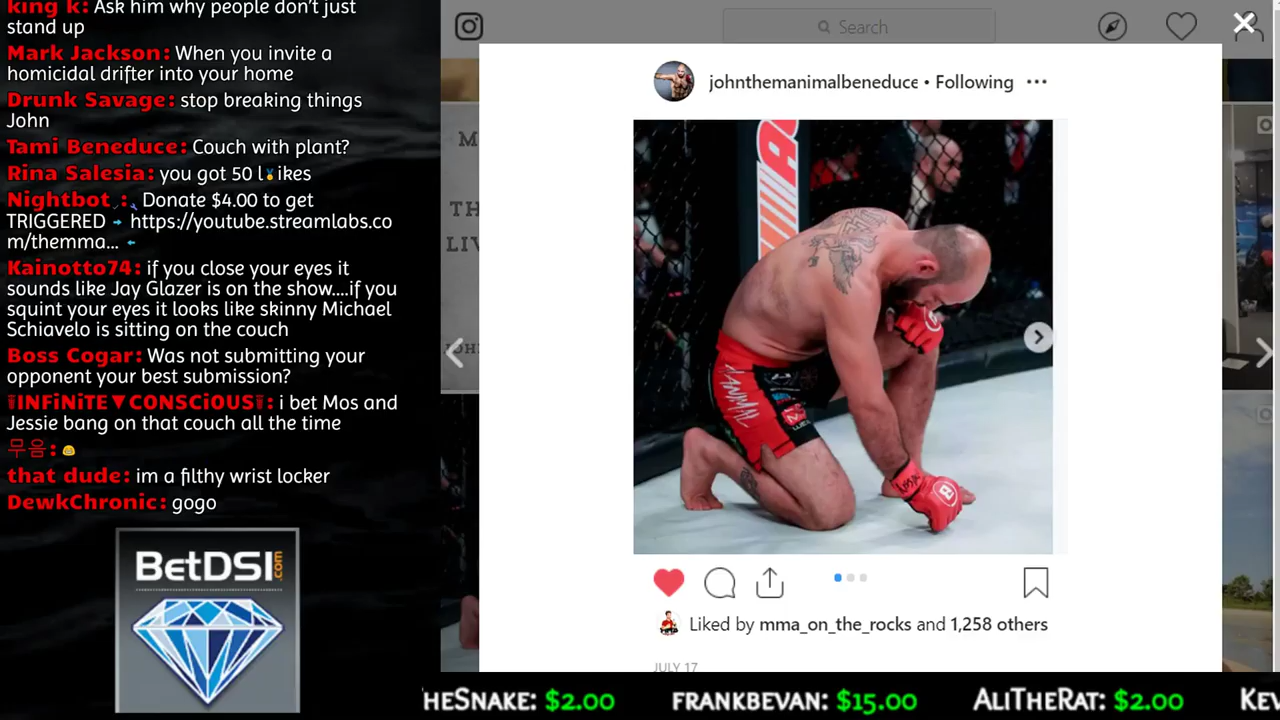 king k: Ask him why people don't just
stand up
Mark Jackson: When you invite a
homicidal drifter into your home
Drunk Savage: stop breaking things
John
Tami Beneduce: Couch with plant?
Rina Salesia: you got 50 l🏅ikes
Nightbot : Donate $4.00 to get
TRIGGERED https://youtube.streamlabs.co
m/themma...
Kainotto74: if you close your eyes it
sounds like Jay Glazer is on the show....if you
squint your eyes it looks like skinny Michael
Schiavelo is sitting on the couch
Boss Cogar: Was not submitting your
opponent your best submission?
INFiNiTE▼CONSCiOUS: i bet Mos and
Jessie bang on that couch all the time
무음:
that dude: im a filthy wrist locker
DewkChronic: gogo
BetDSI.com
Search
johnthemanimalbeneduce • Following
Liked by mma_on_the_rocks and 1,258 others
JULY 17
HESNAKE: $2.00 FRANKBEVAN: $15.00 ALITHERAT: $2.00 KEV